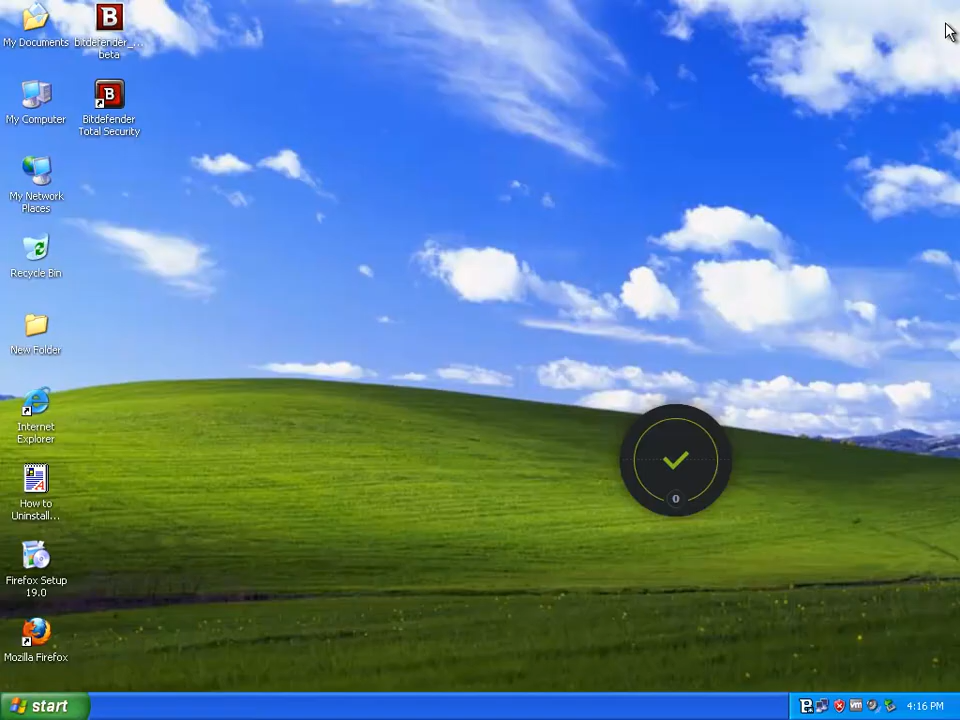 My Documents
bitdefender_...
beta
My Computer
Bitdefender
Total Security
My Network
Places
Recycle Bin
New Folder
Internet
Explorer
How to
Uninstall...
Firefox Setup
19.0
Mozilla Firefox
B
B
0
start
B
vm
4:16 PM